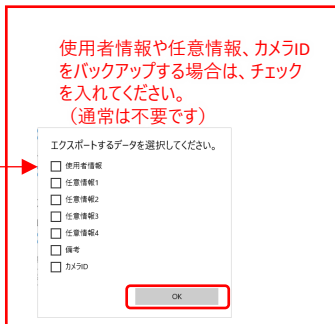 使用者情報や任意情報、カメラID
をバックアップする場合は、チェック
を入れてください。
（通常は不要です）
エクスポートするデータを選択してください。
使用者情報
任意情報1
任意情報2
任意情報3
任意情報4
備考
カメラID
OK